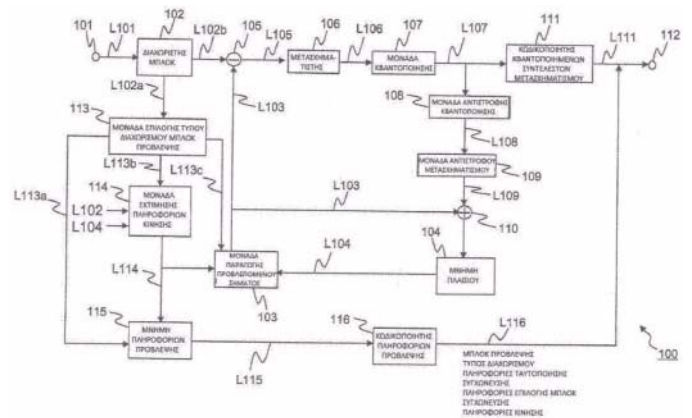 102
101
L101
ΔΙΑΧΩΡΙΣΤΗΣ
ΜΠΛΟΚ
L102b
105
L105
106
ΜΕΤΑΣΧΗΜΑ
ΤΙΣΤΗΣ
L106
107
ΜΟΝΑΔΑ
ΚΒΑΝΤΟΠΟΙΗΣΗΣ
L107
111
ΚΩΔΙΚΟΠΟΙΗΤΗΣ
ΚΒΑΝΤΟΠΟΙΗΜΕΝΩΝ
ΣΥΝΤΕΛΕΣΤΩΝ
ΜΕΤΑΣΧΗΜΑΤΙΣΜΟΥ
L111
112
L102a
L103
108
ΜΟΝΑΔΑ ΑΝΤΙΣΤΡΟΦΗΣ
ΚΒΑΝΤΟΠΟΙΗΣΗΣ
113
ΜΟΝΑΔΑ ΕΠΙΛΟΓΗΣ ΤΥΠΟΥ
ΔΙΑΧΩΡΙΣΜΟΥ ΜΠΛΟΚ
ΠΡΟΒΛΕΨΗΣ
L108
L113b
L113c
ΜΟΝΑΔΑ ΑΝΤΙΣΤΡΟΦΟΥ
ΜΕΤΑΣΧΗΜΑΤΙΣΜΟΥ
109
L113a
114
L102
L104
ΜΟΝΑΔΑ
ΕΚΤΙΜΗΣΗΣ
ΠΛΗΡΟΦΟΡΙΩΝ
ΚΙΝΗΣΗΣ
L103
L109
110
L104
104
ΜΝΗΜΗ
ΠΛΑΙΣΙΟΥ
ΜΟΝΑΔΑ
ΠΑΡΑΓΩΓΗΣ
ΠΡΟΒΛΕΠΟΜΕΝΟΥ
ΣΗΜΑΤΟΣ
103
L114
115
ΜΝΗΜΗ
ΠΛΗΡΟΦΟΡΙΩΝ
ΠΡΟΒΛΕΨΗΣ
L115
116
ΚΩΔΙΚΟΠΟΙΗΤΗΣ
ΠΛΗΡΟΦΟΡΙΩΝ
ΠΡΟΒΛΕΨΗΣ
L116
100
ΜΠΛΟΚ ΠΡΟΒΛΕΨΗΣ
ΤΥΠΟΣ ΔΙΑΧΩΡΙΣΜΟΥ
ΠΛΗΡΟΦΟΡΙΕΣ ΤΑΥΤΟΠΟΙΗΣΗΣ
ΣΥΓΧΩΝΕΥΣΗΣ
ΠΛΗΡΟΦΟΡΙΕΣ ΕΠΙΛΟΓΗΣ ΜΠΛΟΚ
ΣΥΓΧΩΝΕΥΣΗΣ
ΠΛΗΡΟΦΟΡΙΕΣ ΚΙΝΗΣΗΣ